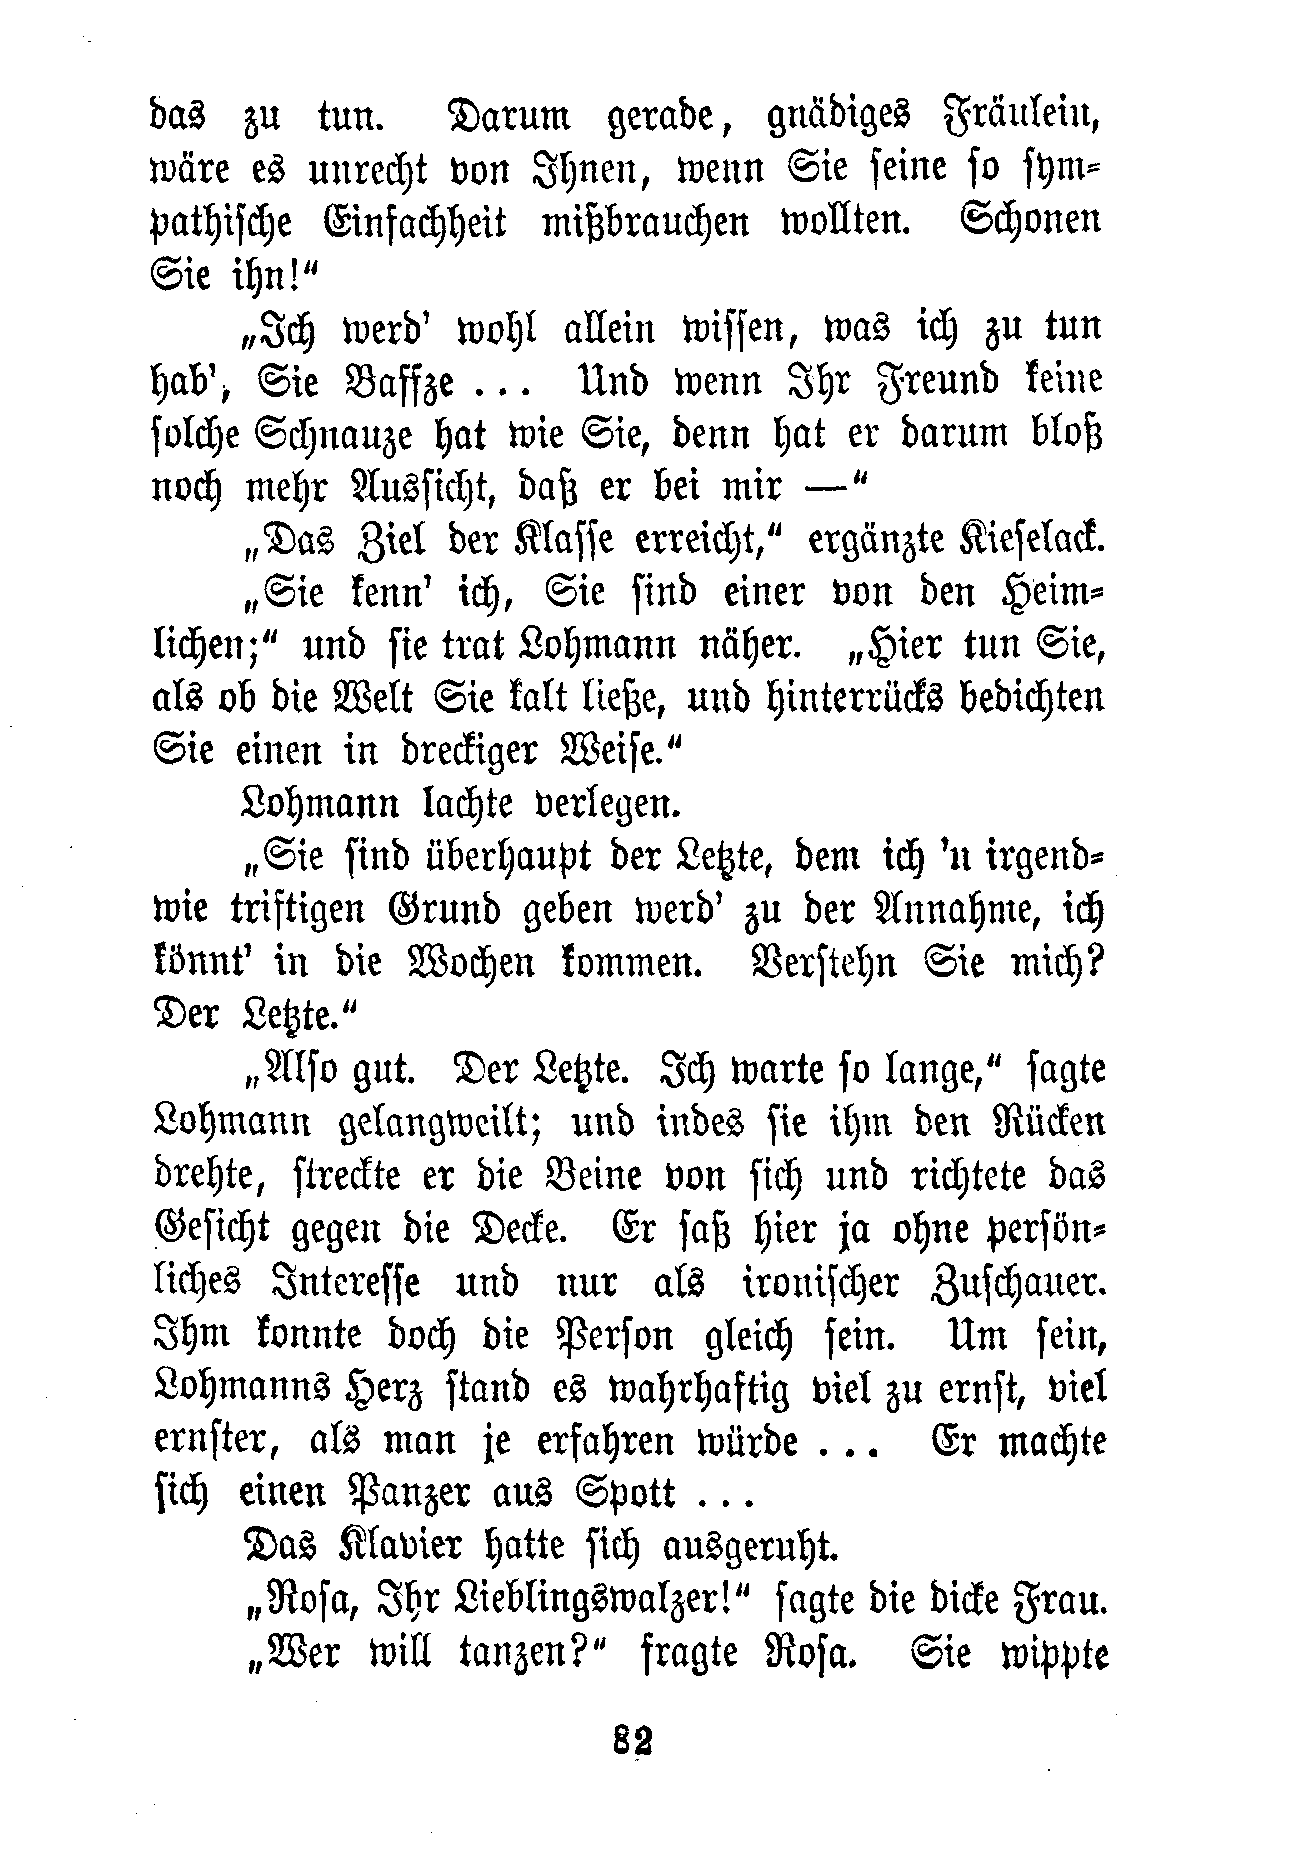 das zu tun. Darum gerade, gnädiges Fräulein,
wäre es unrecht von Ihnen, wenn Sie seine so sym-
pathische Einfachheit mißbrauchen wollten. Schonen
Sie ihn!“
„Ich werd' wohl allein wissen, was ich zu tun
hab', Sie Baffze ... Und wenn Ihr Freund keine
solche Schnauze hat wie Sie, denn hat er darum bloß
noch mehr Aussicht, daß er bei mir —“
„Das Ziel der Klasse erreicht,“ ergänzte Kieselack.
„Sie kenn' ich, Sie sind einer von den Heim-
lichen;“ und sie trat Lohmann näher. „Hier tun Sie,
als ob die Welt Sie kalt ließe, und hinterrücks bedichten
Sie einen in dreckiger Weise.“
Lohmann lachte verlegen.
„Sie sind überhaupt der Letzte, dem ich 'n irgend-
wie triftigen Grund geben werd' zu der Annahme, ich
könnt' in die Wochen kommen. Verstehn Sie mich?
Der Letzte.“
„Also gut. Der Letzte. Ich warte so lange,“ sagte
Lohmann gelangweilt; und indes sie ihm den Rücken
drehte, streckte er die Beine von sich und richtete das
Gesicht gegen die Decke. Er saß hier ja ohne persön-
liches Interesse und nur als ironischer Zuschauer.
Ihm konnte doch die Person gleich sein. Um sein,
Lohmanns Herz stand es wahrhaftig viel zu ernst, viel
ernster, als man je erfahren würde ... Er machte
sich einen Panzer aus Spott ...
Das Klavier hatte sich ausgeruht.
„Rosa, Ihr Lieblingswalzer!“ sagte die dicke Frau.
„Wer will tanzen?“ fragte Rosa. Sie wippte
82